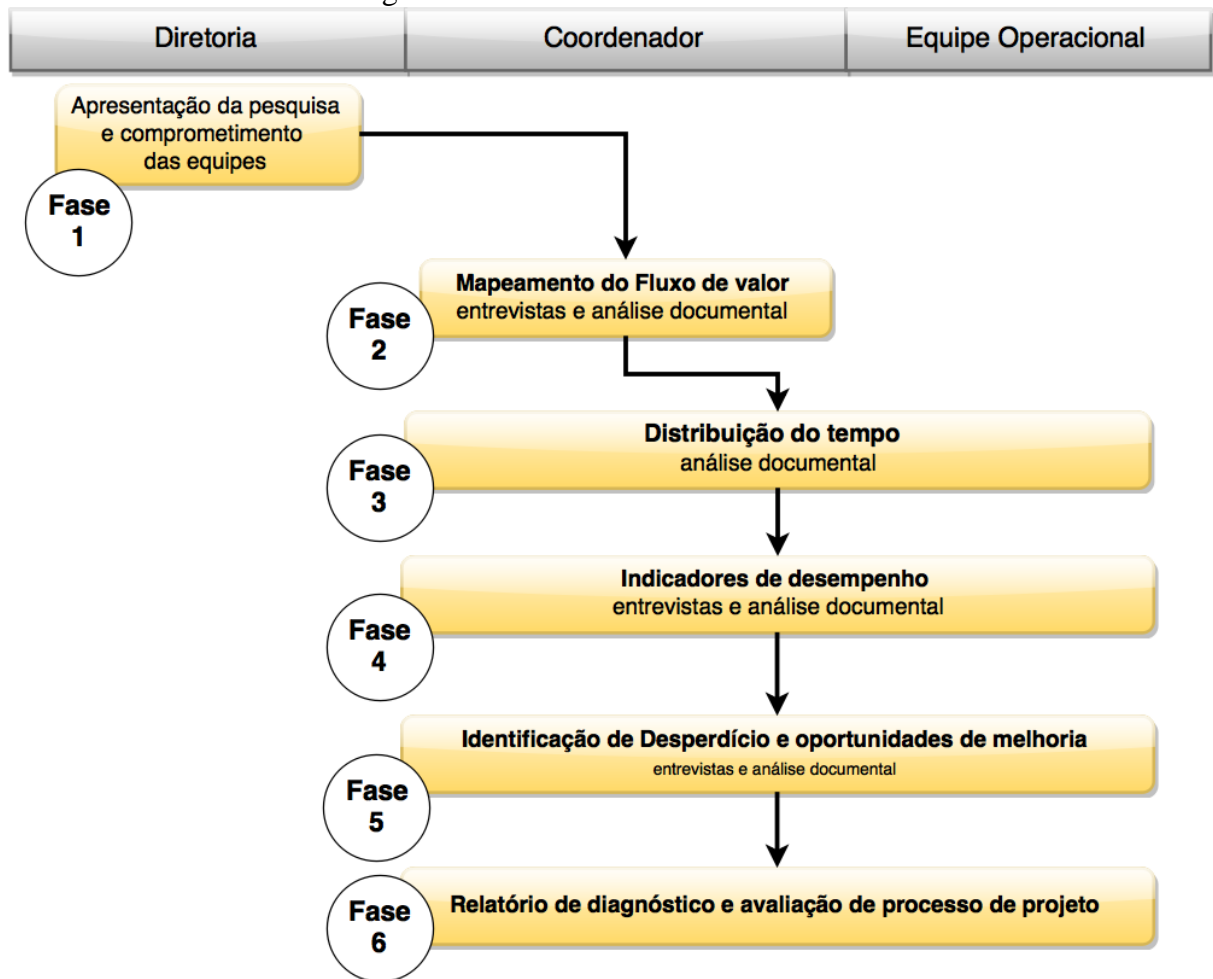 Diretoria
Coordenador
Equipe Operacional
Apresentação da pesquisa
e comprometimento
das equipes
Fase
1
Mapeamento do Fluxo de valor
entrevistas e análise documental
Fase
2
Distribuição do tempo
análise documental
Fase
3
Indicadores de desempenho
entrevistas e análise documental
Fase
4
Identificação de Desperdício e oportunidades de melhoria
entrevistas e análise documental
Fase
5
Relatório de diagnóstico e avaliação de processo de projeto
Fase
6